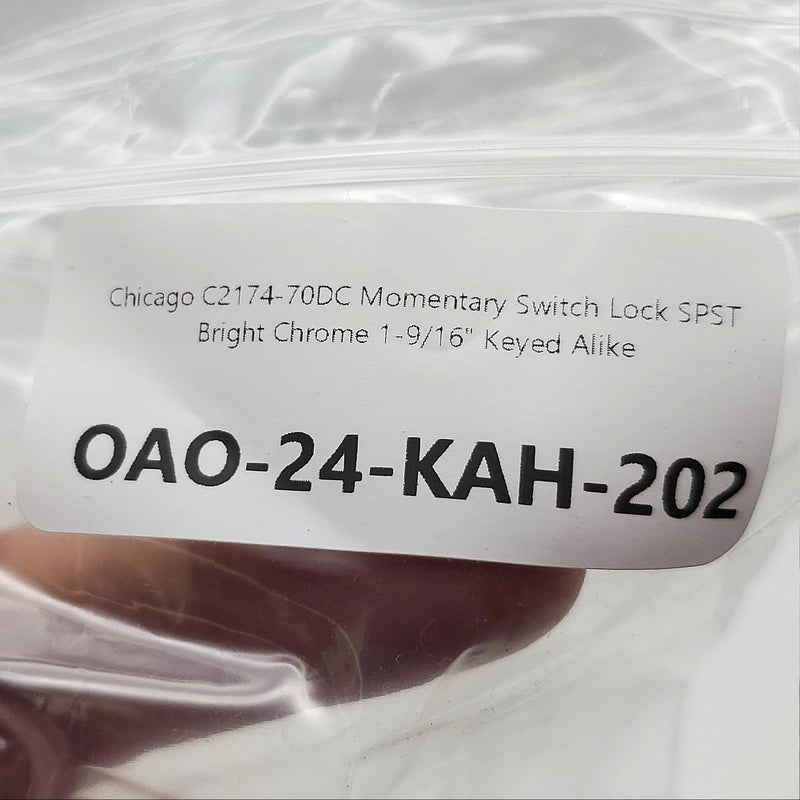 Chicago C2174-70DC Momentary Switch Lock SPST
Bright Chrome 1-9/16" Keyed Alike
OAO-24-KAH-202